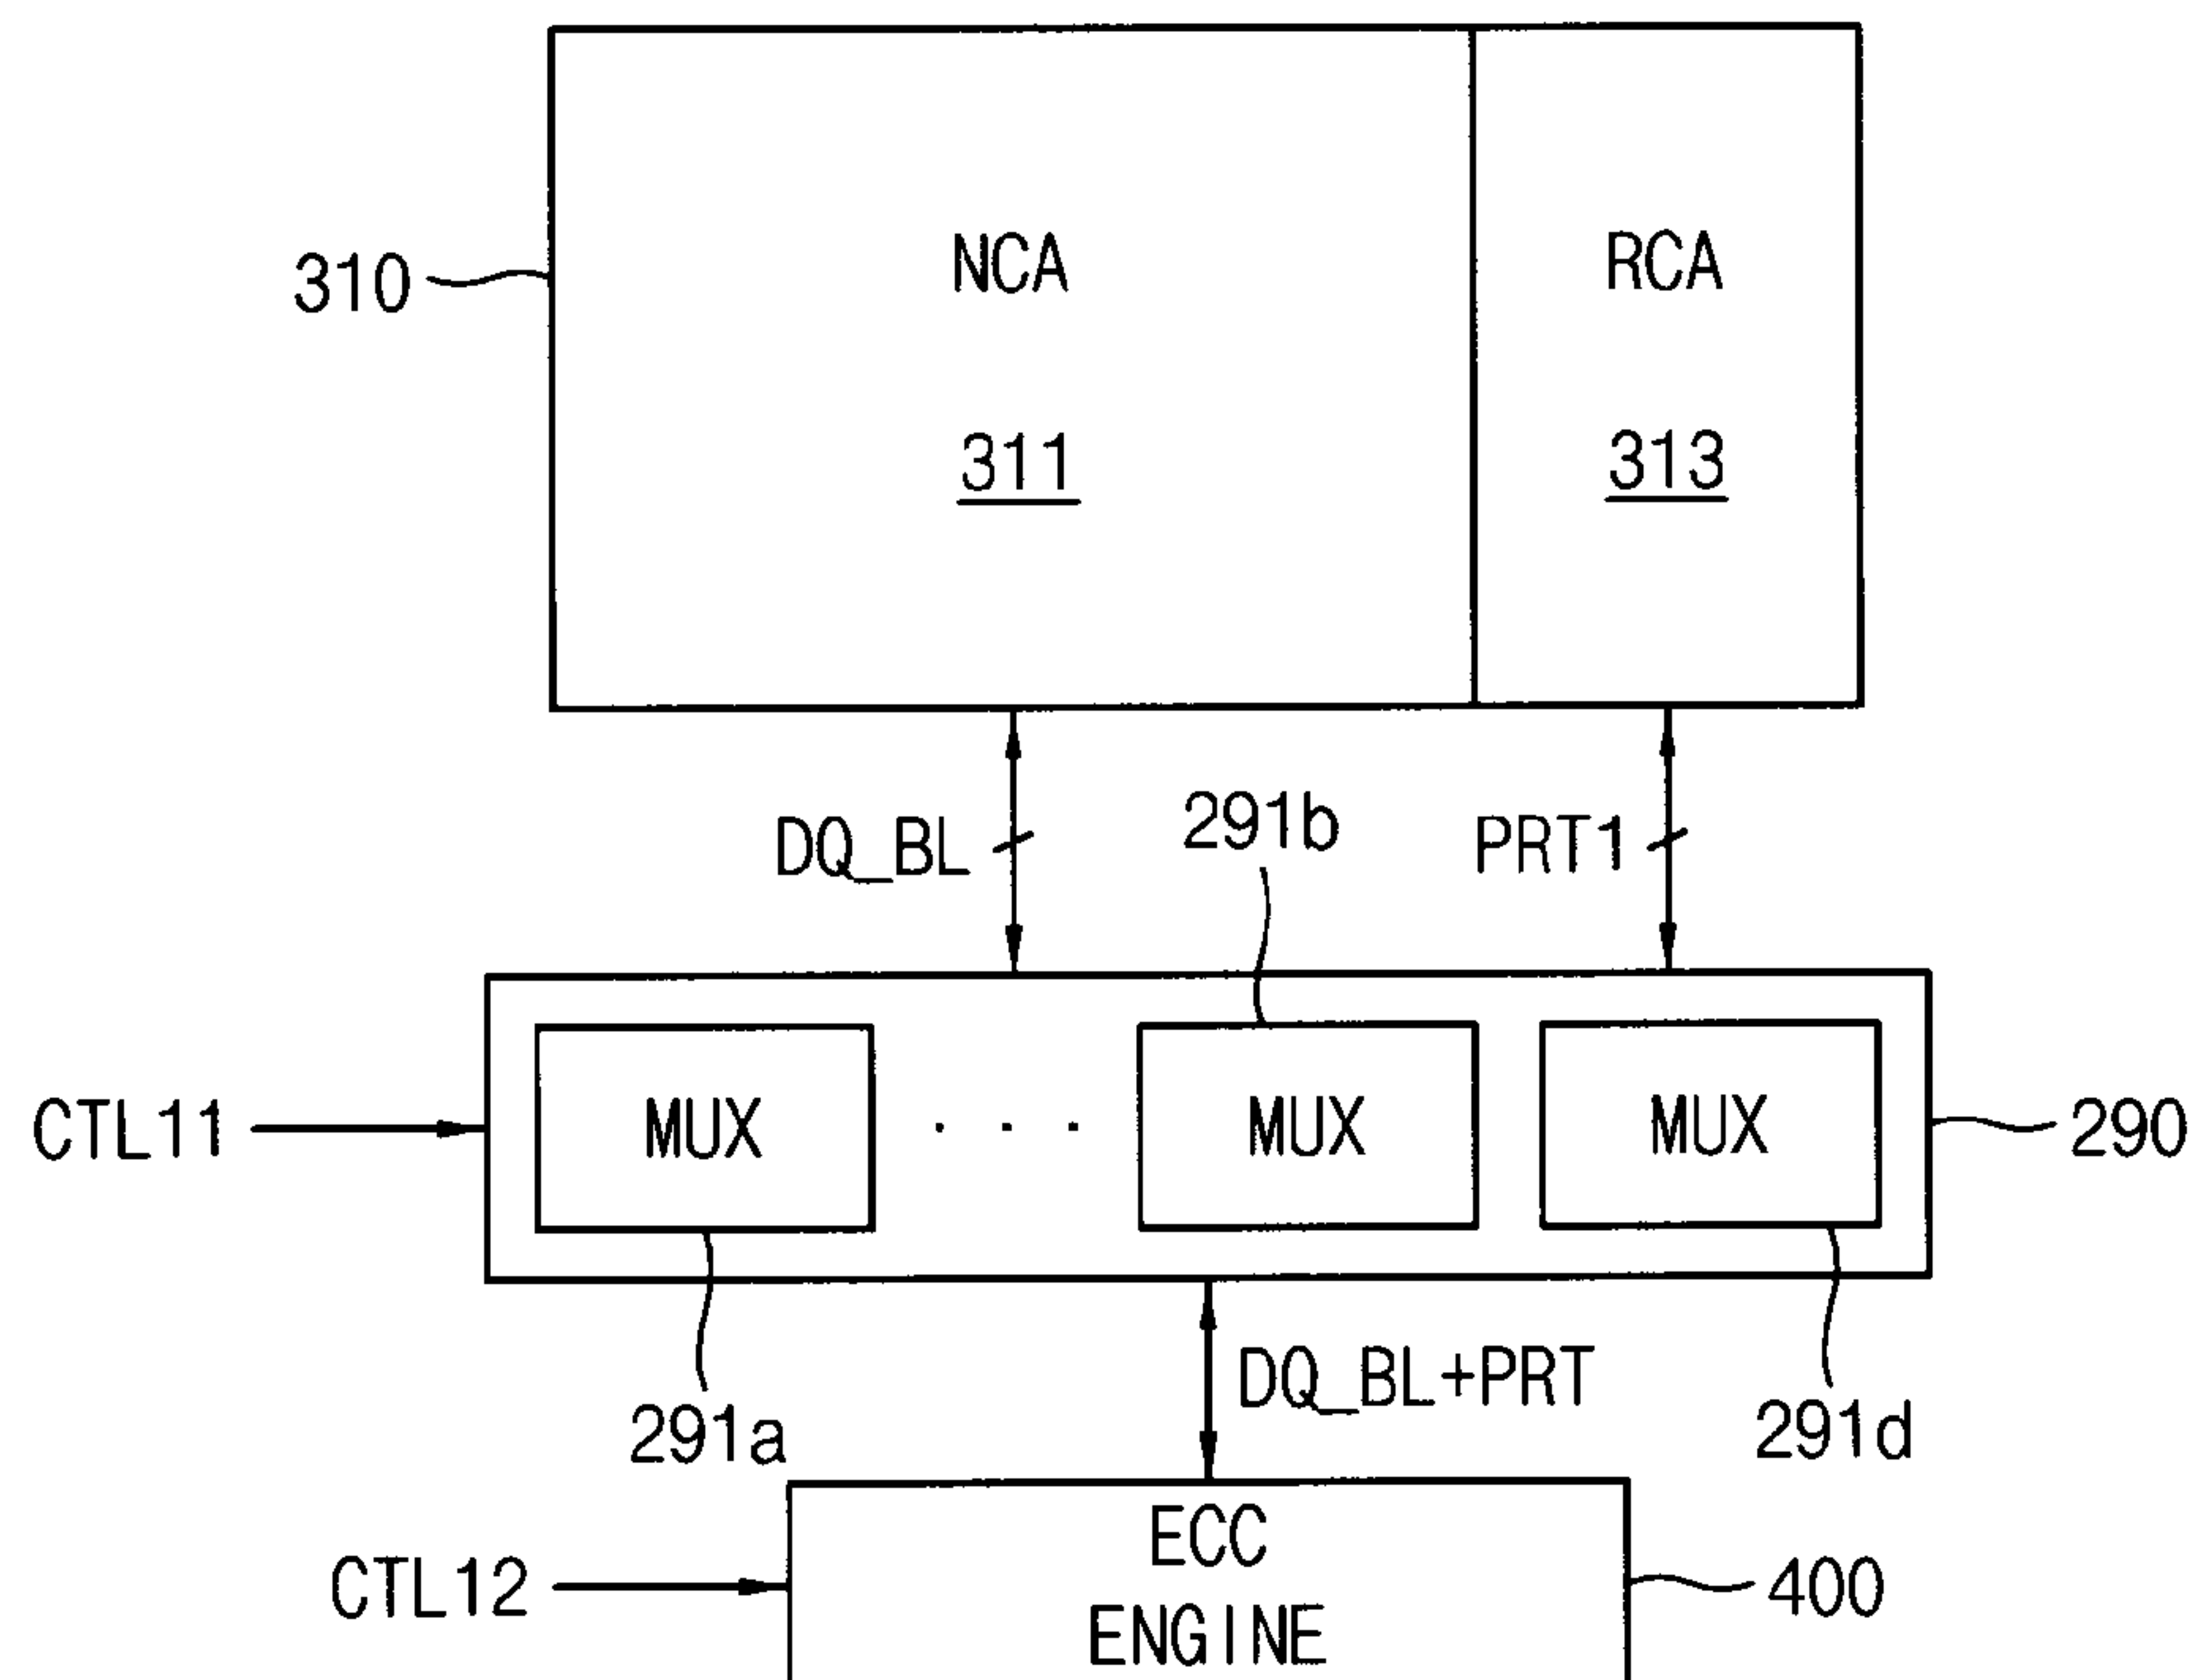 NCA
RCA
310
311
313
DQ_BL
291b
PRT1
CTL11
MUX
. . .
MUX
MUX
290
DQ_BL+PRT
291a
291d
CTL12
ECC
ENGINE
400